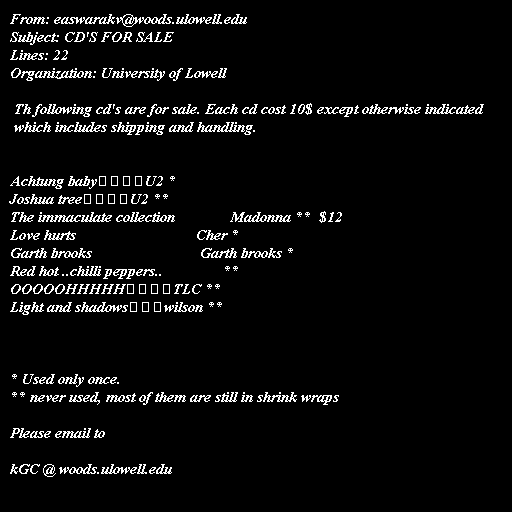 From: easwarakv@woods.ulowell.edu
Subject: CD'S FOR SALE
Lines: 22
Organization: University of Lowell
Th following cd's are for sale. Each cd cost 10$ except otherwise indicated
which includes shipping and handling.
Achtung baby□□□□U2 *
Joshua tree□□□□U2 **
The immaculate collection Madonna ** $12
Love hurts Cher *
Garth brooks Garth brooks *
Red hot ..chilli peppers.. **
OOOOOHHHHH□□□□TLC **
Light and shadows□□□wilson **
* Used only once.
** never used, most of them are still in shrink wraps
Please email to
kGC @ woods.ulowell.edu